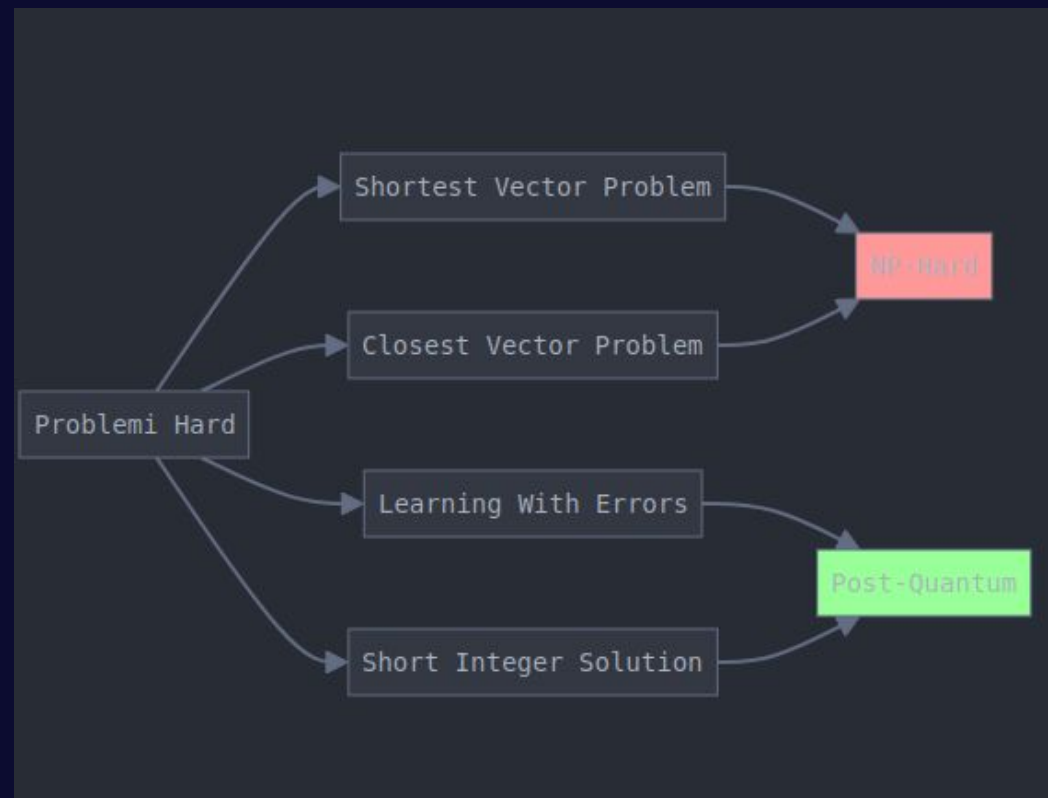 Shortest Vector Problem
NP-Hard
Closest Vector Problem
Problemi Hard
Learning With Errors
Post-Quantum
Short Integer Solution